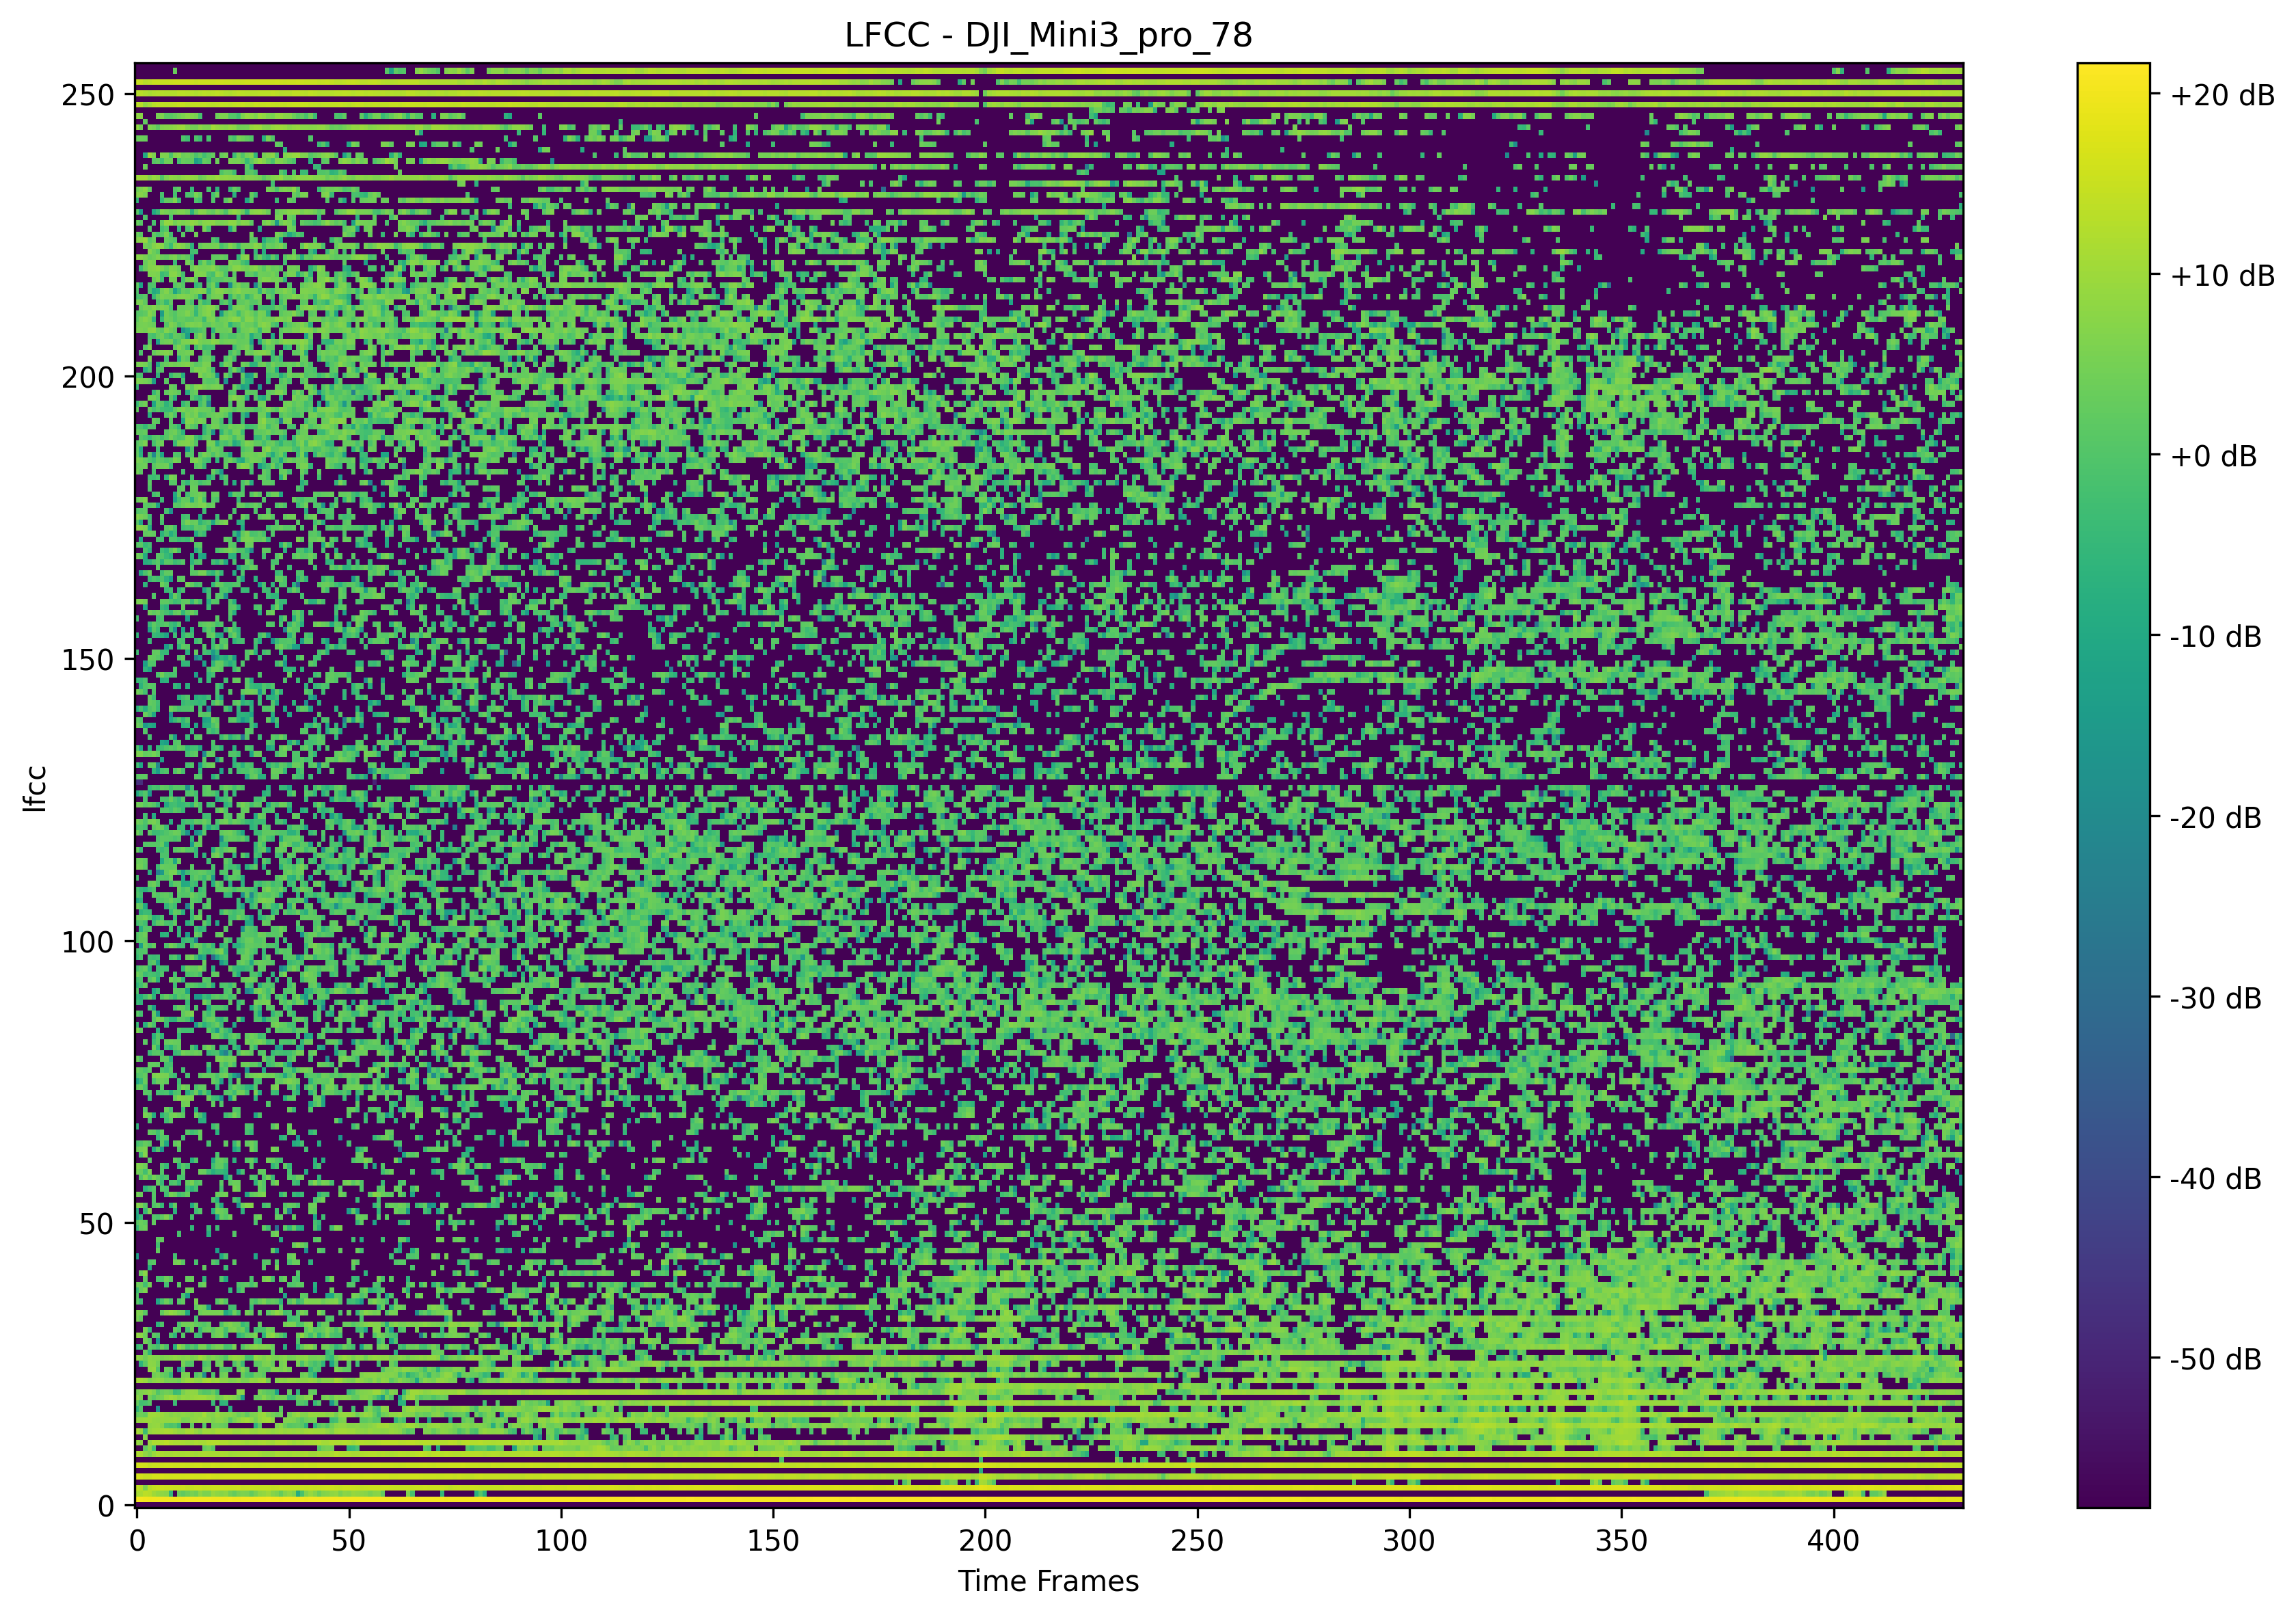 LFCC - DJI_Mini3_pro_78
250
200
150
100
50
0
lfcc
0 50 100 150 200 250 300 350 400
Time Frames
+20 dB
+10 dB
+0 dB
-10 dB
-20 dB
-30 dB
-40 dB
-50 dB